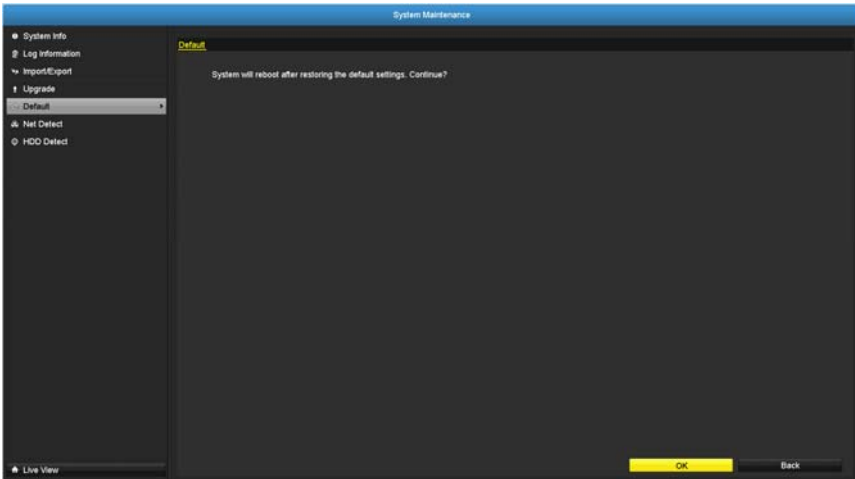 System Maintenance
System Info
Log Information
Import/Export
Upgrade
Default
Net Detect
HDD Detect
Live View
Default
System will reboot after restoring the default settings. Continue?
OK
Back